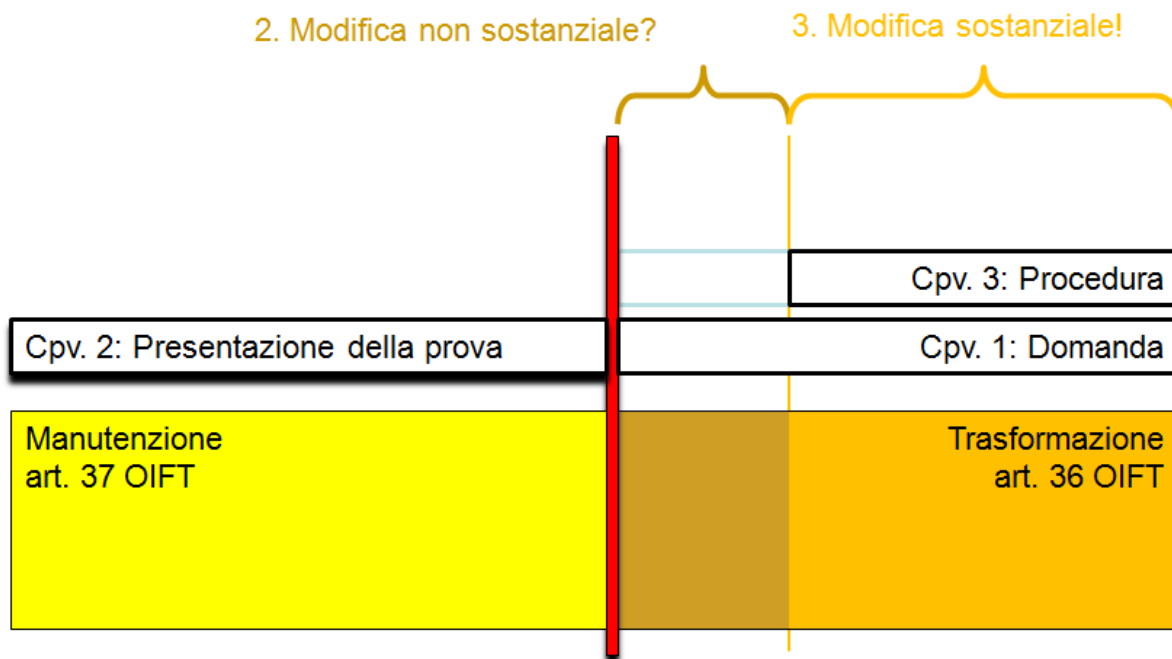 2. Modifica non sostanziale?
3. Modifica sostanziale!
Cpv. 3: Procedura
Cpv. 2: Presentazione della prova
Cpv. 1: Domanda
Manutenzione
art. 37 OIFT
Trasformazione
art. 36 OIFT